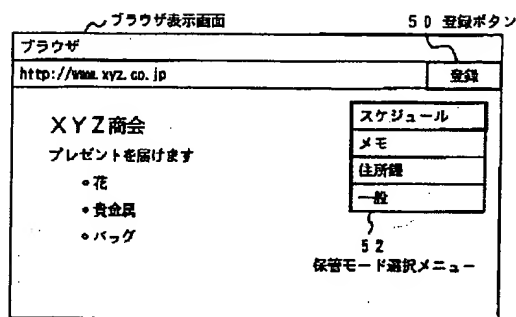 ブラウザ表示画面
50 登録ボタン
ブラウザ
http://www.xyz.co.jp
登録
XYZ商会
プレゼントを届けます
• 花
• 貴金属
• バッグ
スケジュール
メモ
住所録
一般
52
保管モード選択メニュー